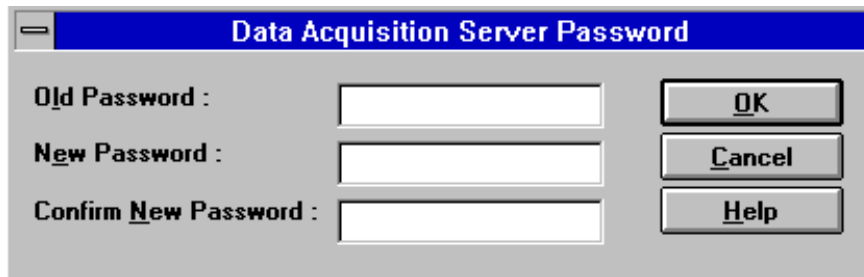 Data Acquisition Server Password
Old Password :
OK
New Password :
Cancel
Confirm New Password :
Help